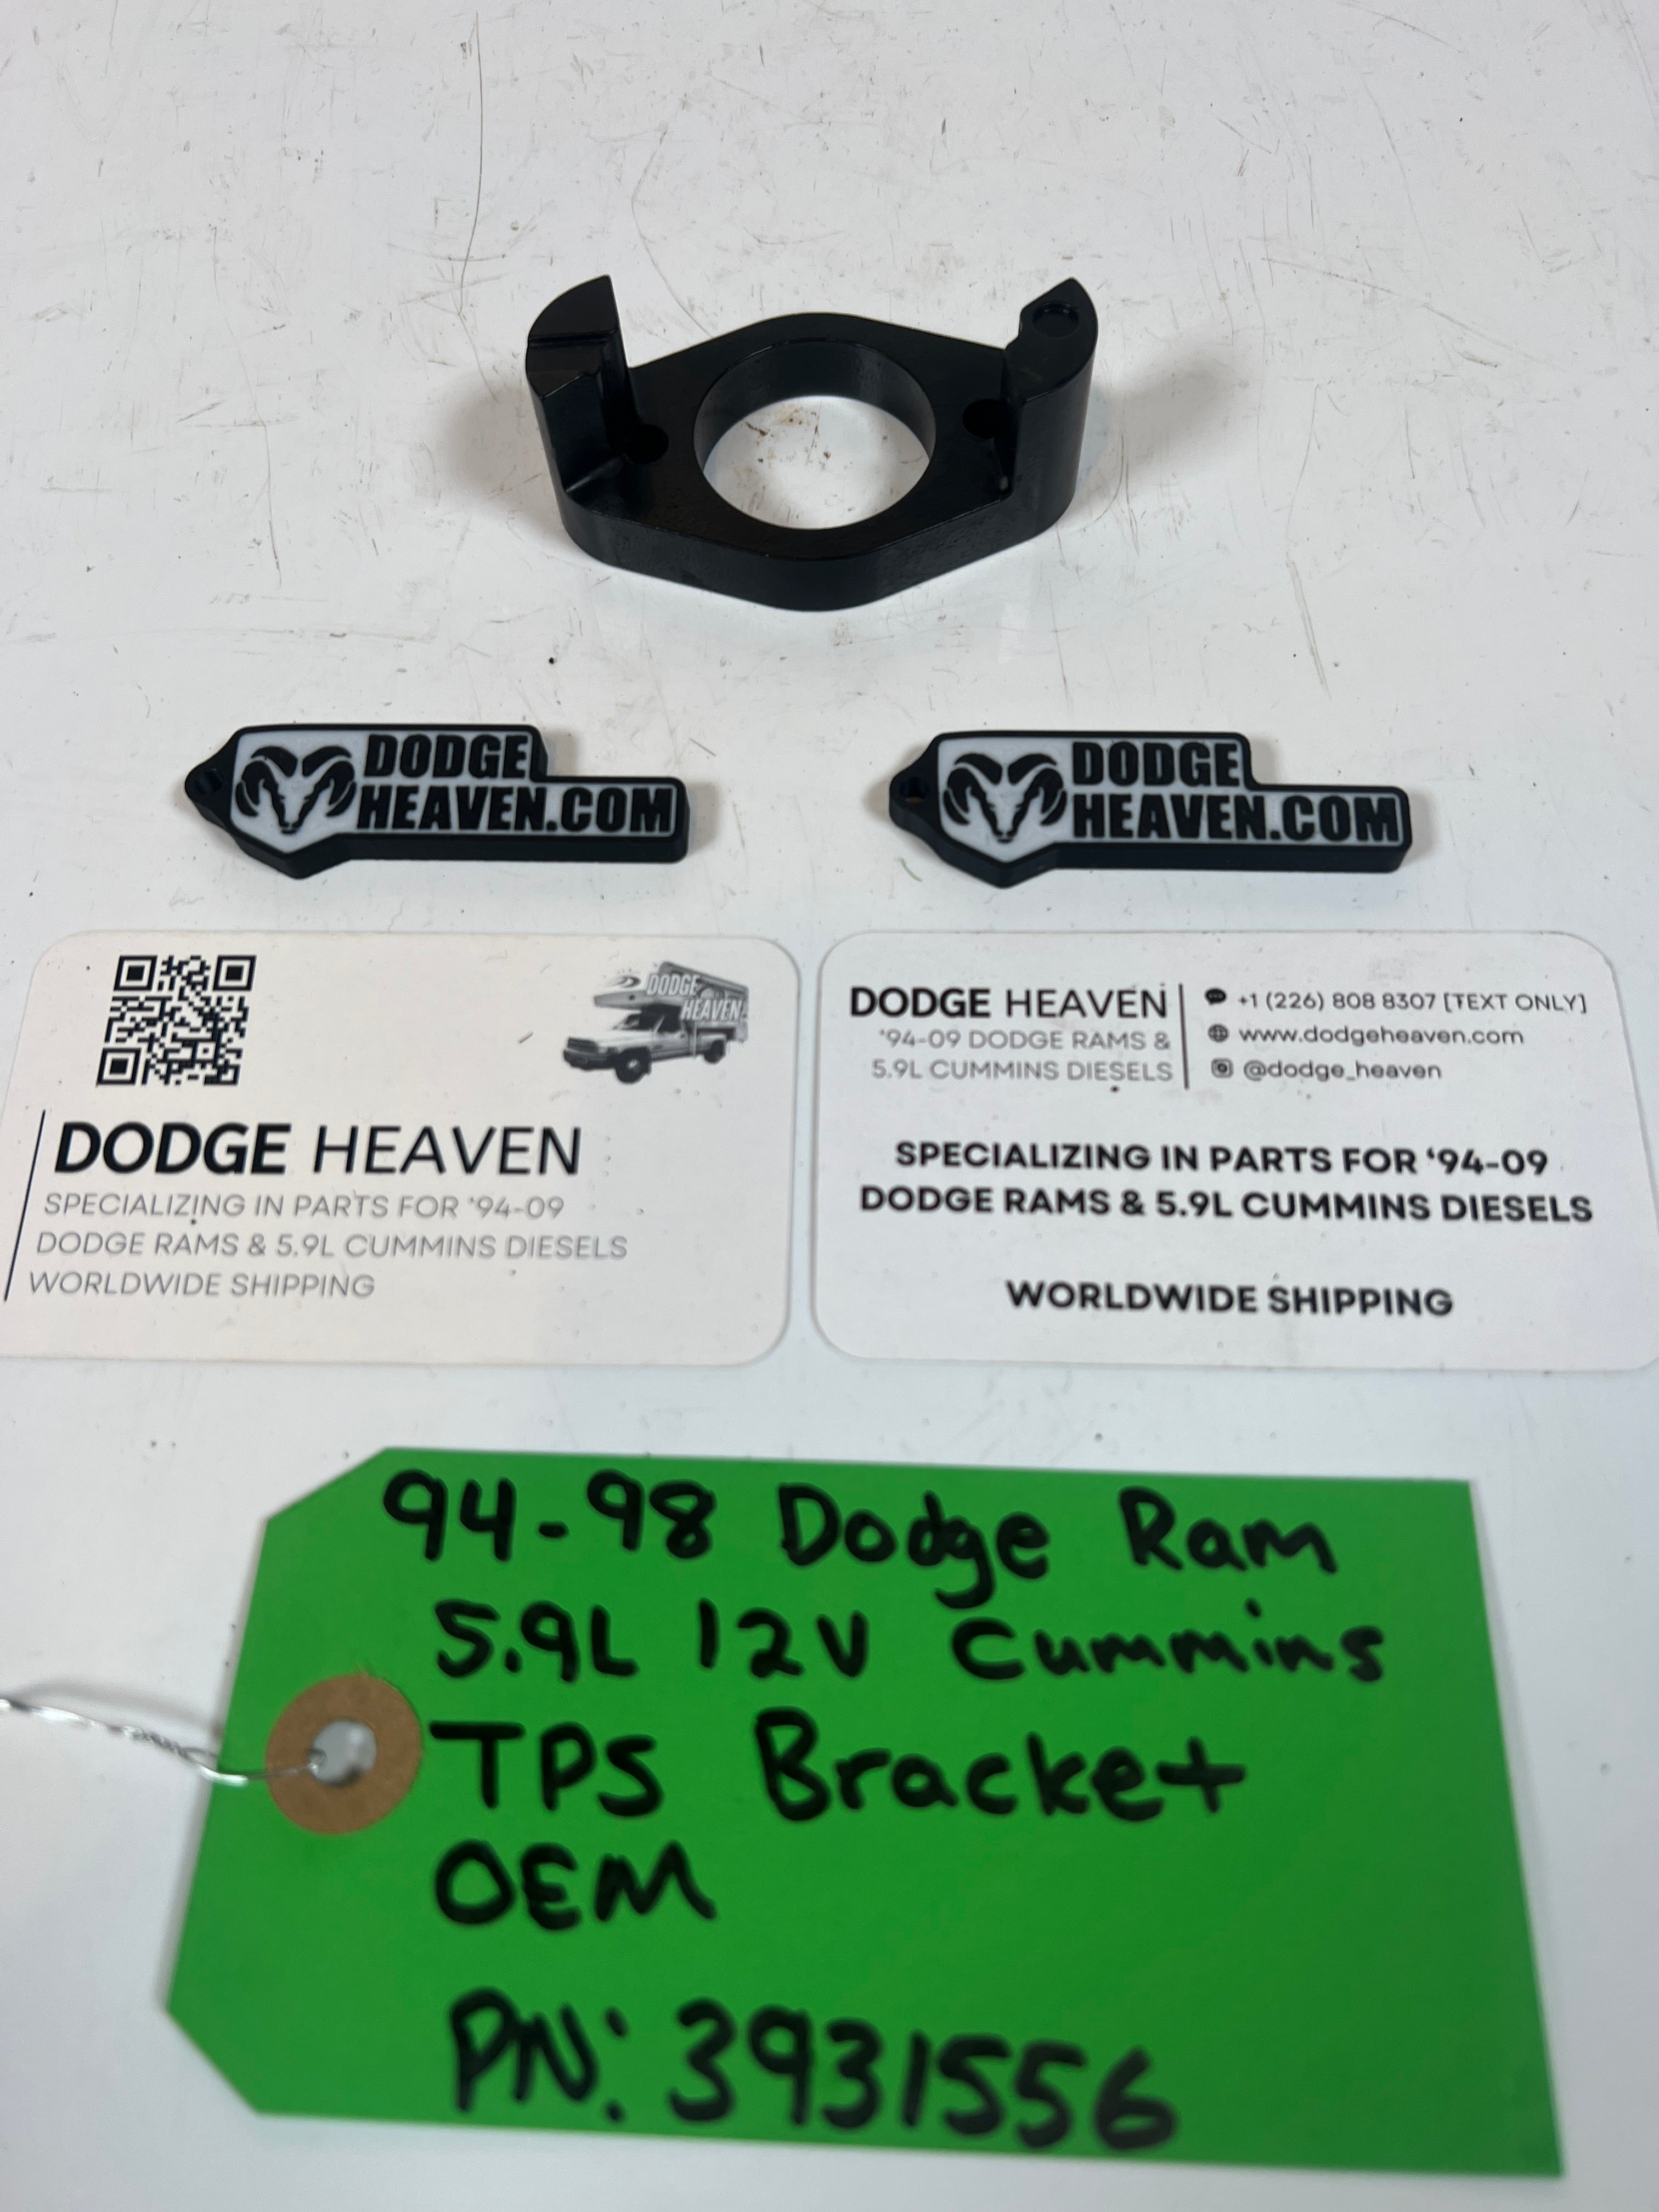 DODGE
HEAVEN.COM
DODGE
HEAVEN.COM
DODGE
HEAVEN
DODGE HEAVEN
SPECIALIZING IN PARTS FOR '94-09
DODGE RAMS & 5.9L CUMMINS DIESELS
WORLDWIDE SHIPPING
DODGE HEAVEN
'94-09 DODGE RAMS &
5.9L CUMMINS DIESELS
+1 (226) 808 8307 [TEXT ONLY]
www.dodgeheaven.com
@dodge_heaven
SPECIALIZING IN PARTS FOR '94-09
DODGE RAMS & 5.9L CUMMINS DIESELS
WORLDWIDE SHIPPING
94-98 Dodge Ram
5.9L 12V Cummins
TPS Bracket
OEM
PN: 3931556